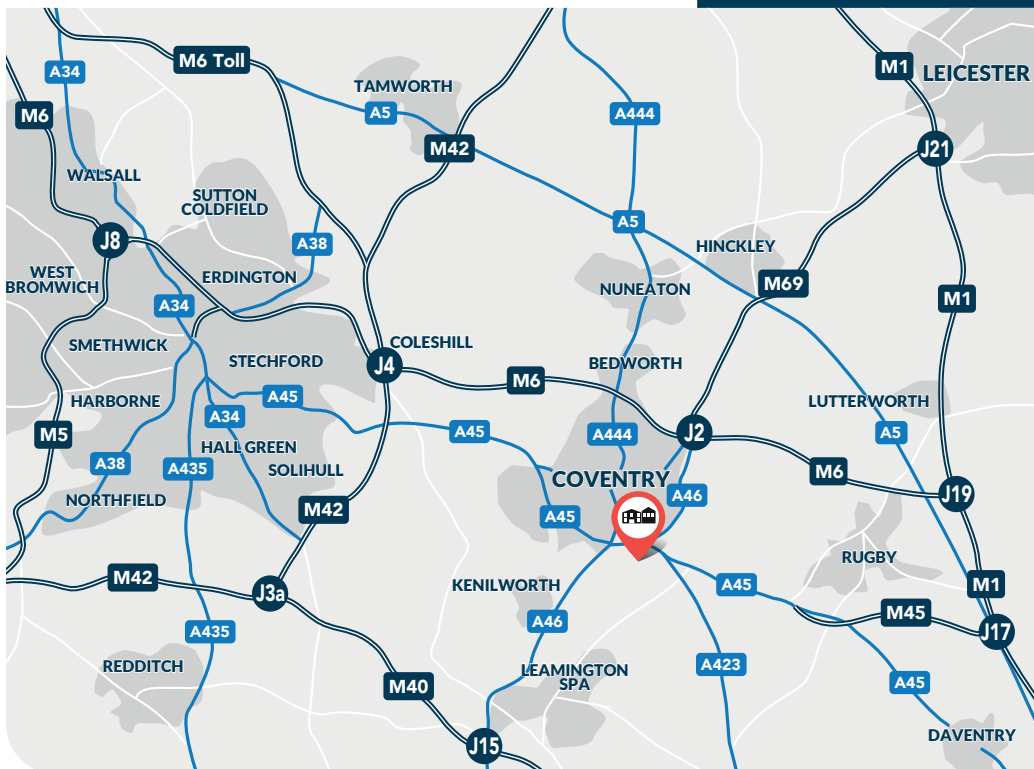 M6 Toll
M1
A34
LEICESTER
TAMWORTH
M6
A5
A444
M42
J21
WALSALL
SUTTON
COLDFIELD
A5
J8
A38
HINCKLEY
WEST
BROMWICH
ERDINGTON
M69
NUNEATON
A34
M1
SMETHWICK
COLESHILL
STECHFORD
J4
BEDWORTH
M6
A45
HARBORNE
LUTTERWORTH
A34
M5
A45
A444
J2
A5
HALL GREEN
A38
A435
SOLIHULL
M6
COVENTRY
NORTHFIELD
A46
J19
M42
A45
RUGBY
M42
KENILWORTH
A45
M1
J3a
M45
A46
A435
J17
REDDITCH
LEAMINGTON
SPA
A423
M40
A45
DAVENTRY
J15